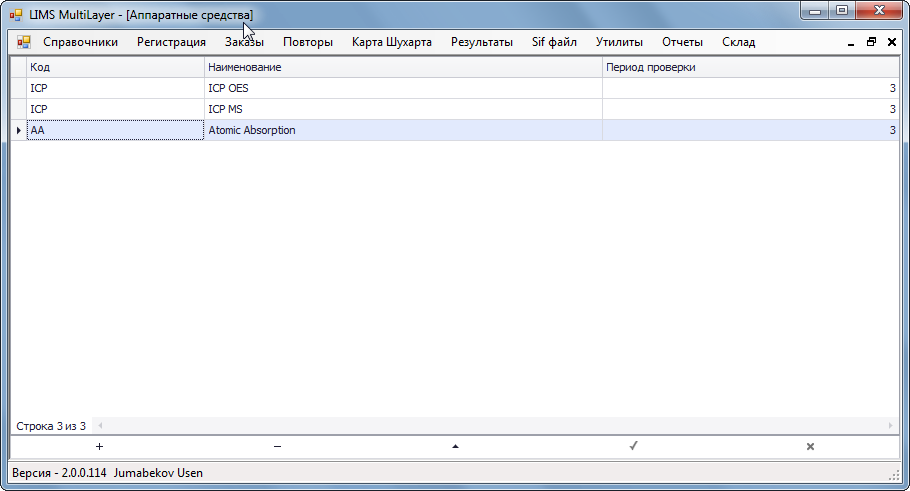 LIMS MultiLayer - [Аппаратные средства]
Справочники Регистрация Заказы Повторы Карта Шухарта Результаты Sif файл Утилиты Отчеты Склад
Код Наименование Период проверки
ICP ICP OES 3
ICP ICP MS 3
AA Atomic Absorption 3
Строка 3 из 3
Версия - 2.0.0.114 Jumabekov Usen